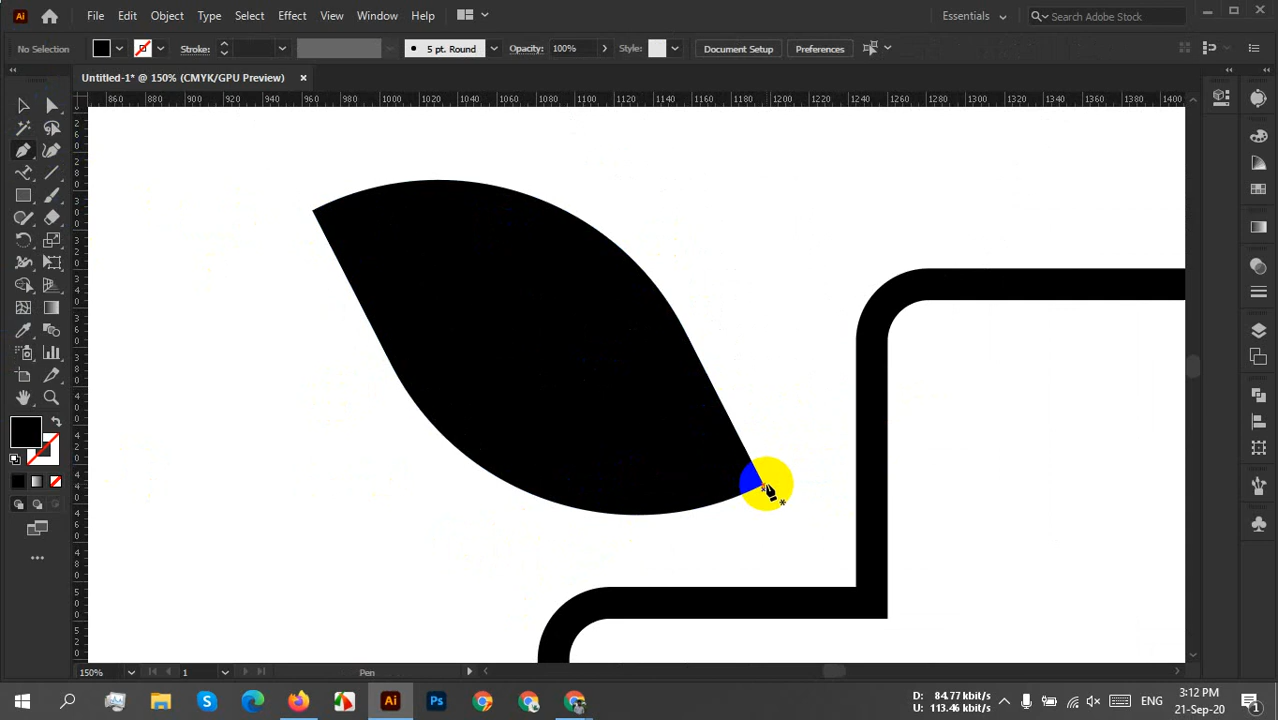 Ai File Edit Object Type Select Effect View Window Help Essentials Search Adobe Stock
No Selection Stroke: 5 pt. Round Opacity: 100% Style: Document Setup Preferences
Untitled-1* @ 150% (CMYK/GPU Preview)
860 880 900 920 940 960 980 1000 1020 1040 1060 1080 1100 1120 1140 1160 1180 1200 1220 1240 1260 1280 1300 1320 1340 1360 1380 1400
150% 1 Pen
Ai Ps D: 84.77 kbit/s ENG 3:12 PM
U: 113.46 kbit/s 21-Sep-20